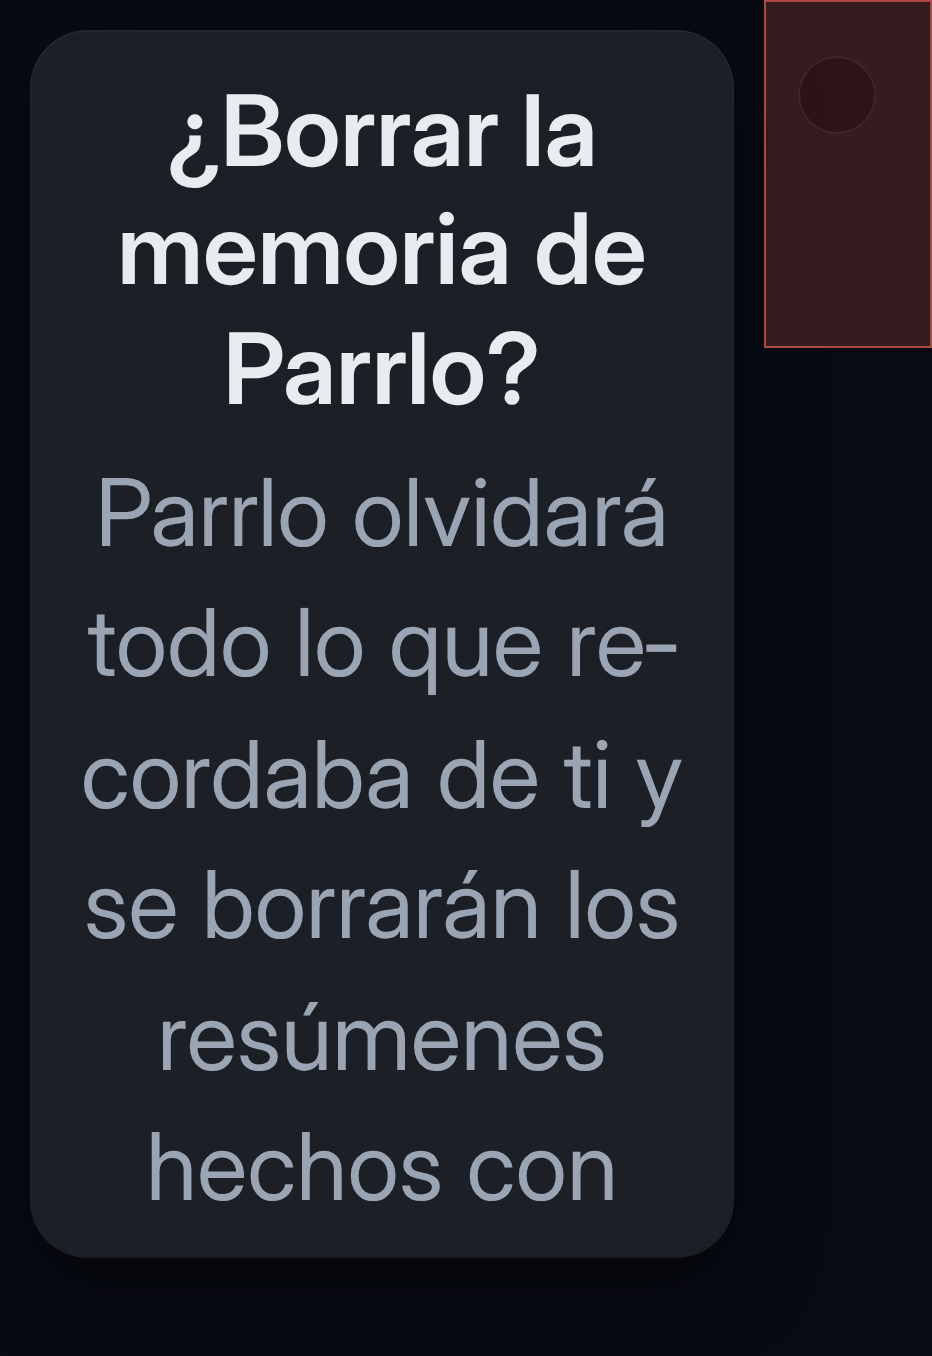 ¿Borrar la
memoria de
Parrlo?
Parrlo olvidará
todo lo que re-
cordaba de ti y
se borrarán los
resúmenes
hechos con